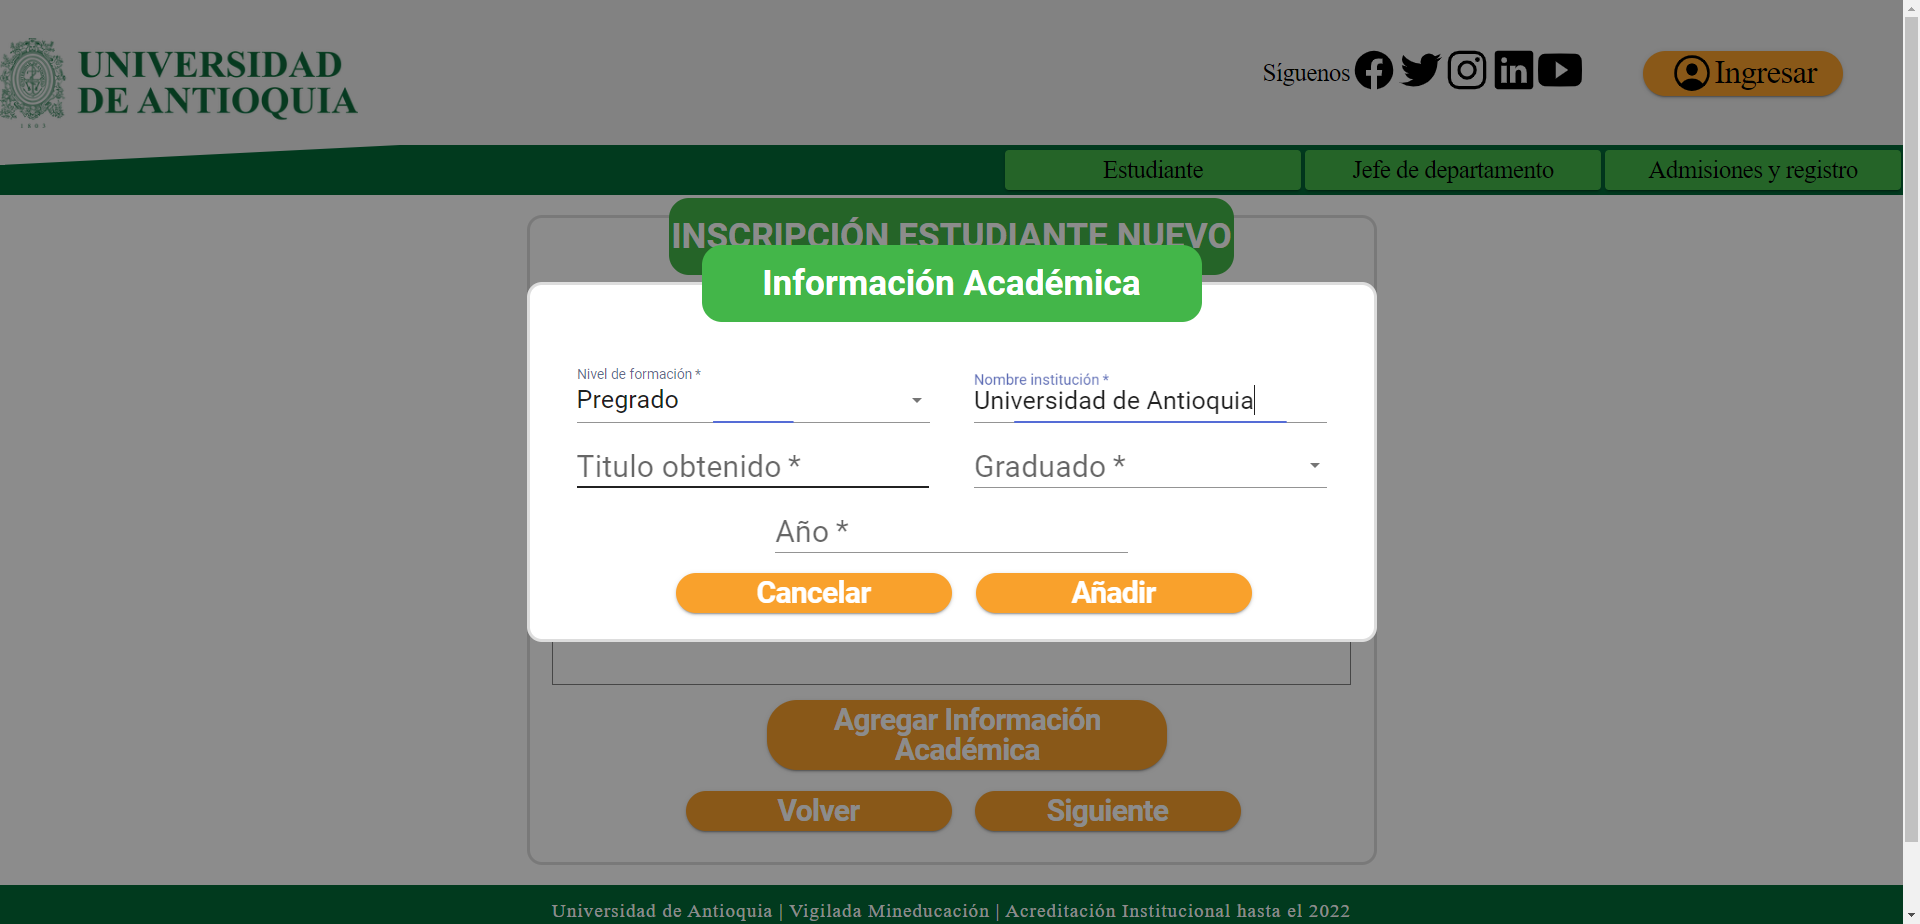 UNIVERSIDAD
DE ANTIOQUIA
1803
Síguenos
Ingresar
Estudiante
Jefe de departamento
Admisiones y registro
INSCRIPCIÓN ESTUDIANTE NUEVO
Información Académica
Nivel de formación *
Pregrado
Nombre institución *
Universidad de Antioquia
Titulo obtenido *
Graduado *
Año *
Cancelar
Añadir
Agregar Información
Académica
Volver
Siguiente
Universidad de Antioquia | Vigilada Mineducación | Acreditación Institucional hasta el 2022